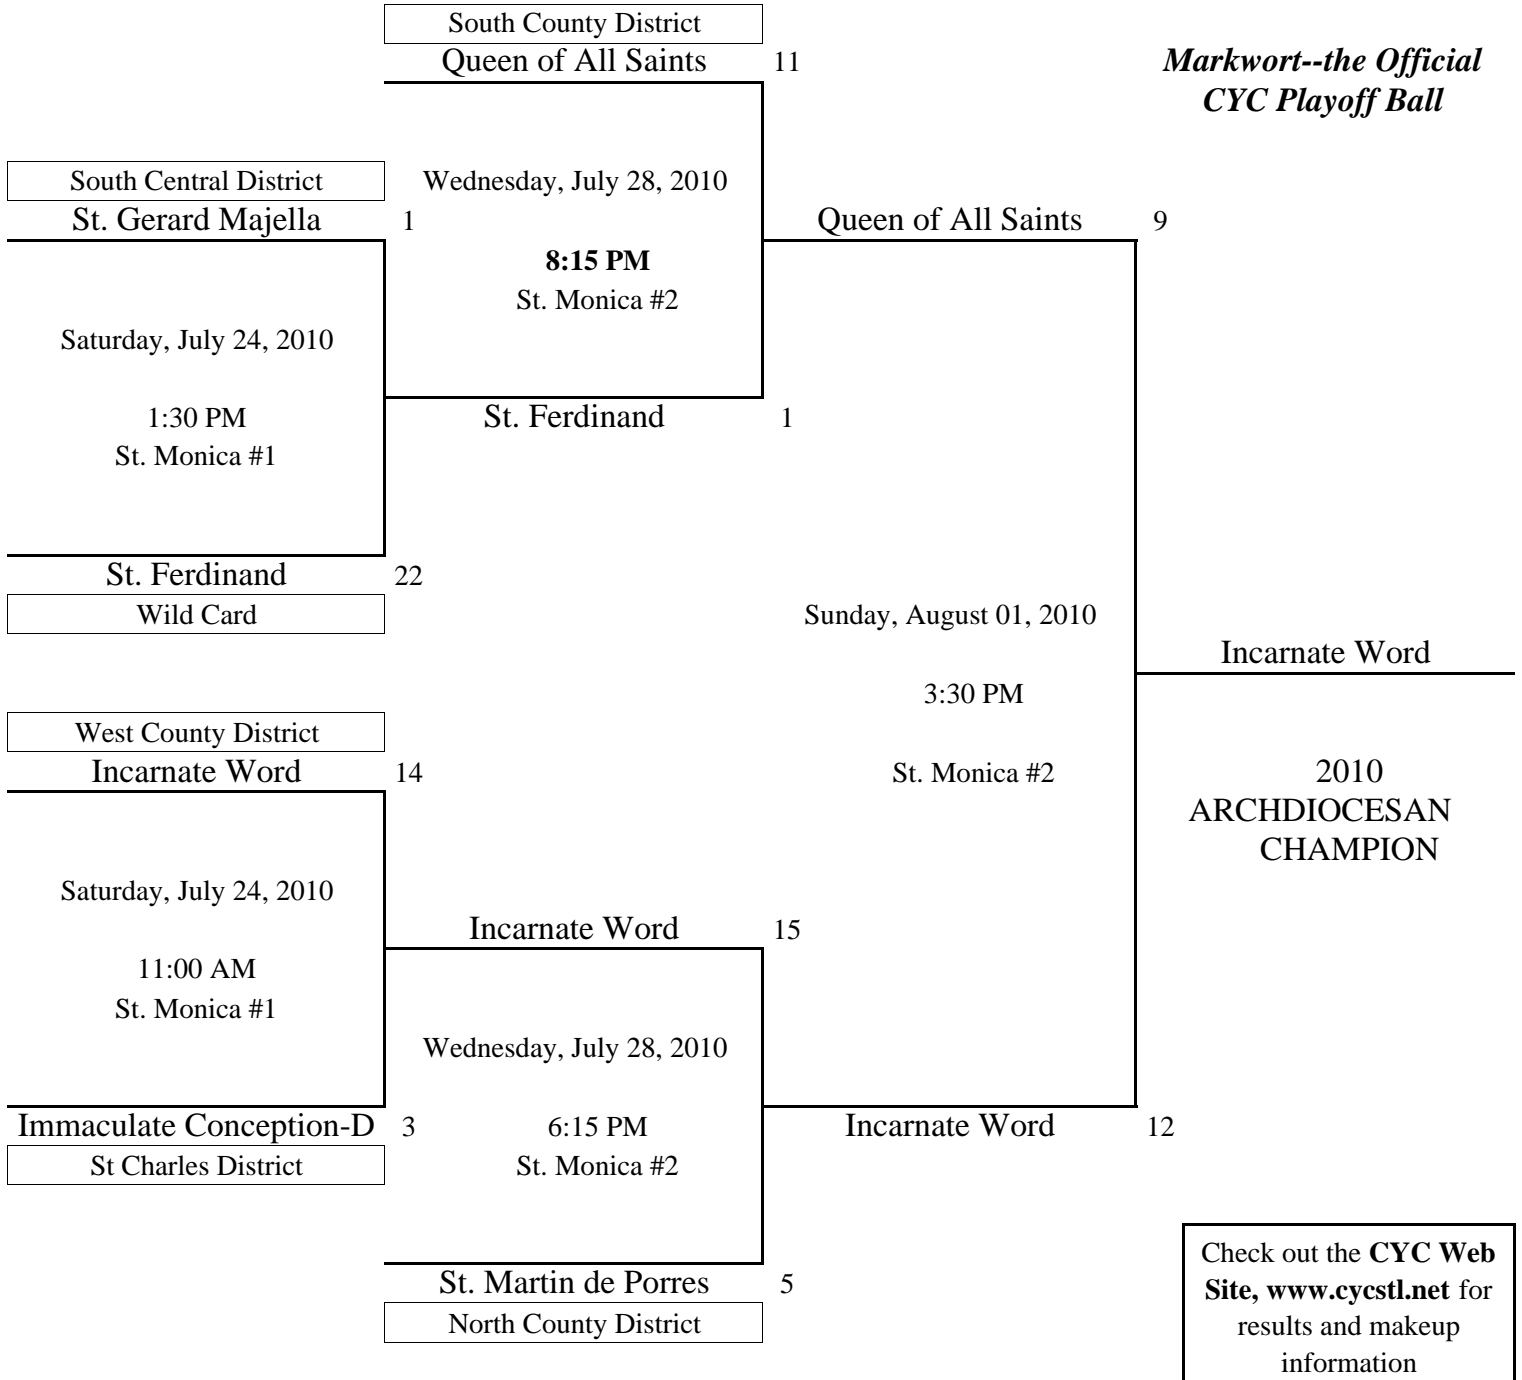 South County District
Queen of All Saints 11
Markwort--the Official
CYC Playoff Ball
South Central District
St. Gerard Majella 1
Wednesday, July 28, 2010
8:15 PM
St. Monica #2
Queen of All Saints 9
Saturday, July 24, 2010
1:30 PM
St. Monica #1
St. Ferdinand 1
St. Ferdinand 22
Wild Card
Sunday, August 01, 2010
3:30 PM
St. Monica #2
Incarnate Word
2010
ARCHDIOCESAN
CHAMPION
West County District
Incarnate Word 14
Saturday, July 24, 2010
11:00 AM
St. Monica #1
Incarnate Word 15
Wednesday, July 28, 2010
6:15 PM
St. Monica #2
Immaculate Conception-D 3
St Charles District
Incarnate Word 12
St. Martin de Porres 5
North County District
Check out the CYC Web
Site, www.cycstl.net for
results and makeup
information